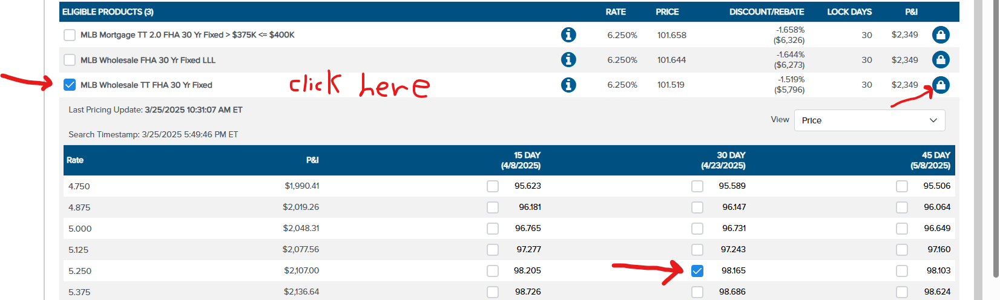 ELIGIBLE PRODUCTS (3) RATE PRICE DISCOUNT/REBATE LOCK DAYS P&I
MLB Mortgage TT 2.0 FHA 30 Yr Fixed > $375K <= $400K i 6.250% 101.658 -1.658% ($6,326) 30 $2,349
MLB Wholesale FHA 30 Yr Fixed LLL i 6.250% 101.644 -1.644% ($6,273) 30 $2,349
MLB Wholesale TT FHA 30 Yr Fixed click here i 6.250% 101.519 -1.519% ($5,796) 30 $2,349
Last Pricing Update: 3/25/2025 10:31:07 AM ET
View Price
Search Timestamp: 3/25/2025 5:49:46 PM ET
Rate P&I 15 DAY (4/8/2025) 30 DAY (4/23/2025) 45 DAY (5/8/2025)
4.750 $1,990.41 95.623 95.589 95.506
4.875 $2,019.26 96.181 96.147 96.064
5.000 $2,048.31 96.765 96.731 96.649
5.125 $2,077.56 97.277 97.243 97.160
5.250 $2,107.00 98.205 98.165 98.103
5.375 $2,136.64 98.726 98.686 98.624